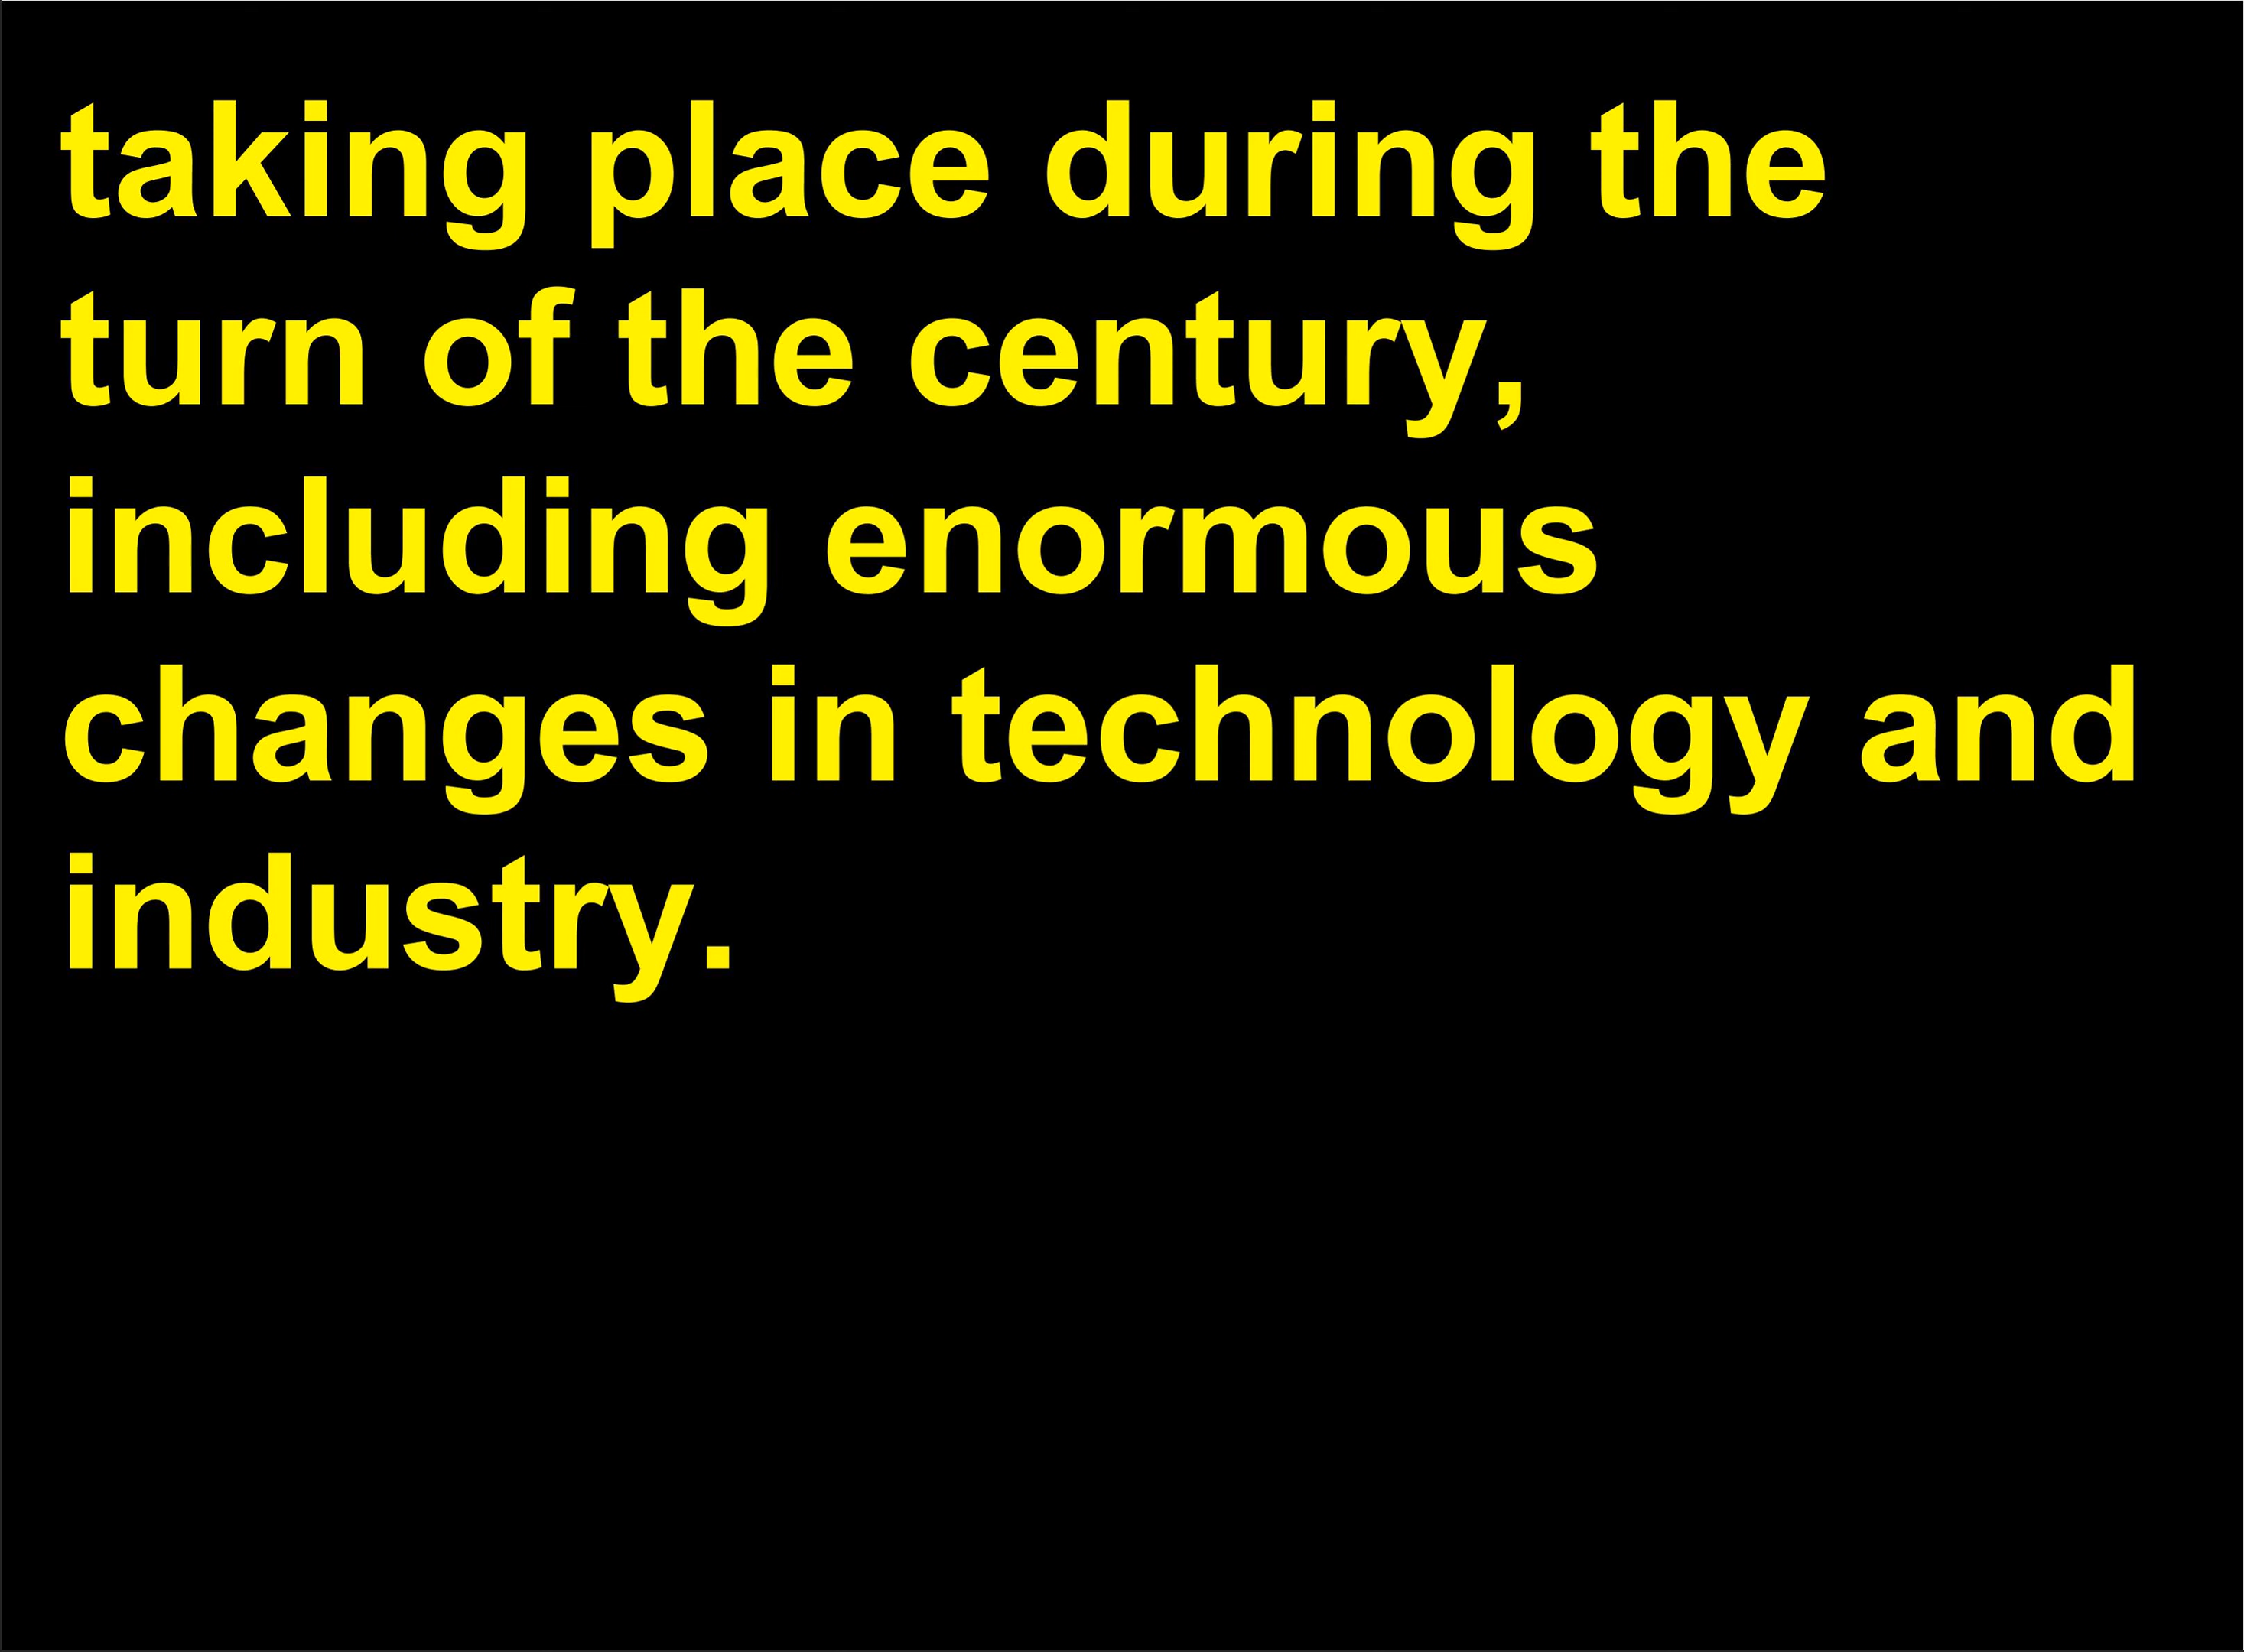 taking place during the
turn of the century,
including enormous
changes in technology and
industry.